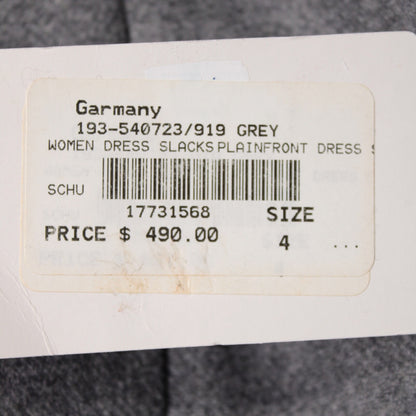 Garmany
193-540723/919 GREY
WOMEN DRESS SLACKS PLAINFRONT DRESS S
SCHU
17731568 SIZE
PRICE $ 490.00 4 ...